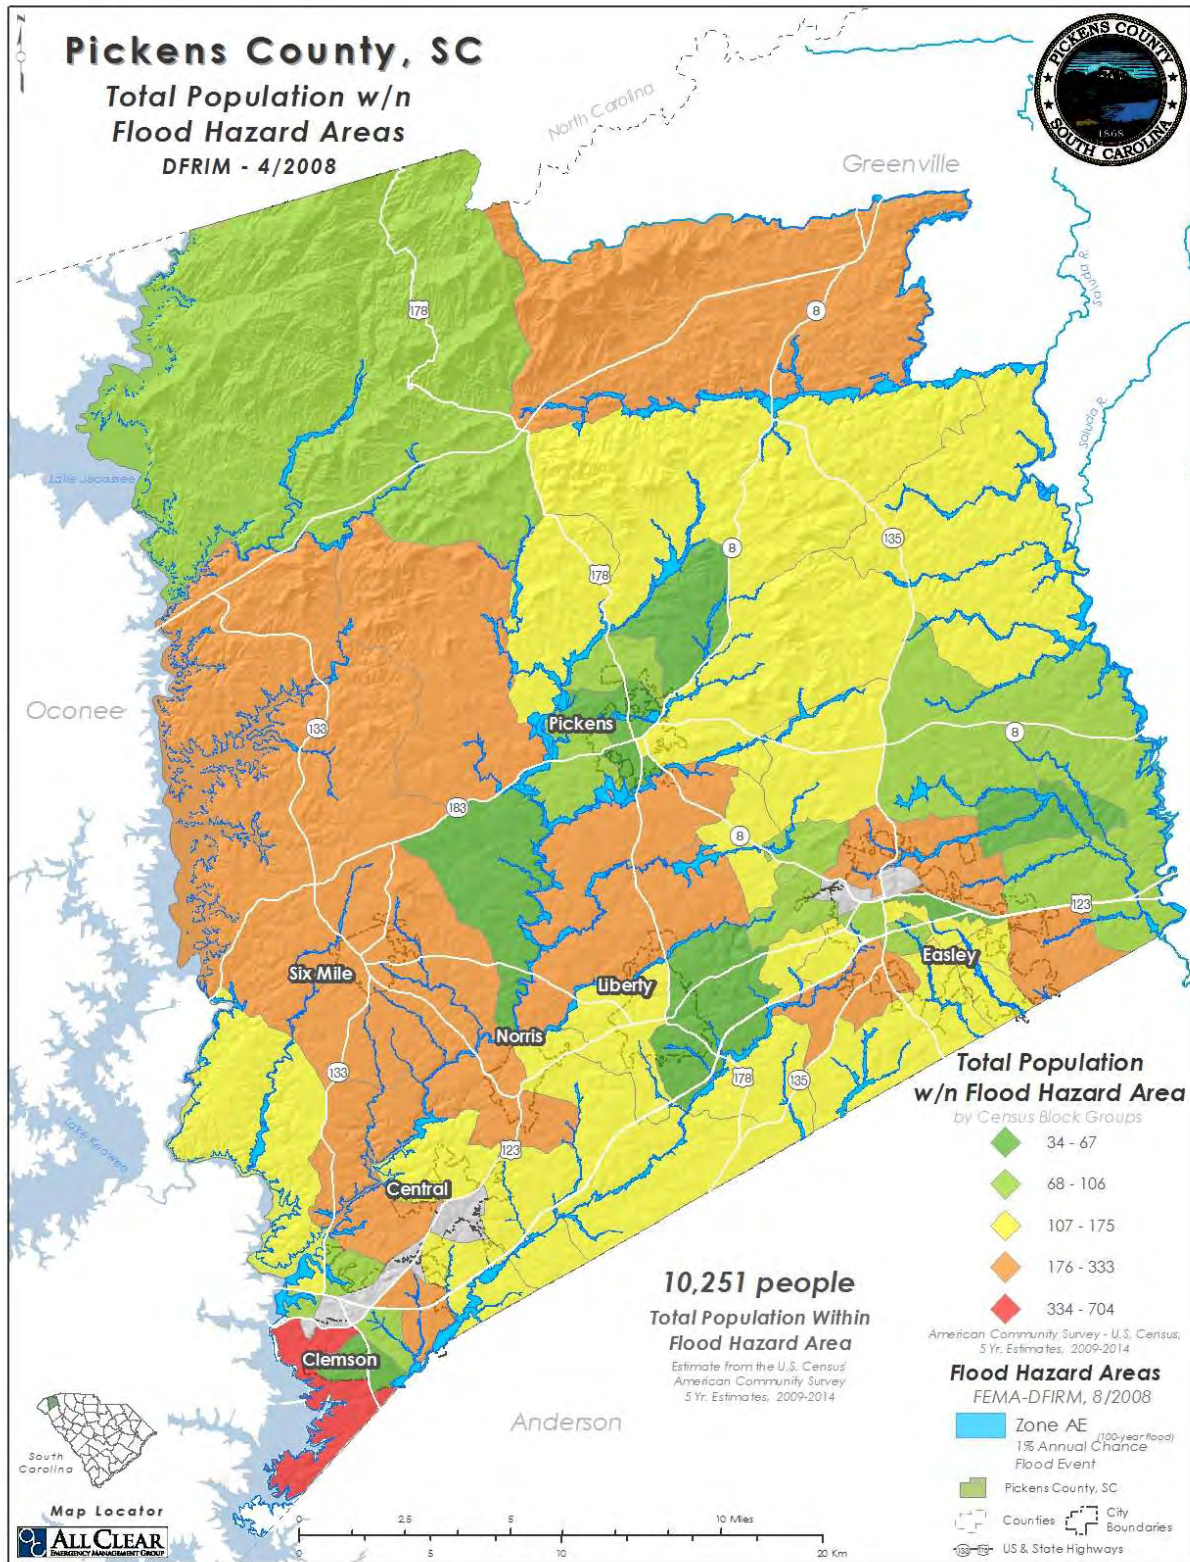 N
Pickens County, SC
Total Population w/n
Flood Hazard Areas
DFRIM - 4/2008
PICKENS COUNTY
1868
SOUTH CAROLINA
North Carolina
Greenville
Saluda R.
Saluda R.
178
8
Lake Jocassee
8
135
178
Oconee
133
Pickens
8
183
8
123
Easley
Six Mile
Liberty
Norris
133
178
135
Lake Keowee
123
Central
Clemson
Anderson
Total Population
w/n Flood Hazard Area
by Census Block Groups
34 - 67
68 - 106
107 - 175
176 - 333
334 - 704
American Community Survey - U.S. Census,
5 Yr. Estimates, 2009-2014
10,251 people
Total Population Within
Flood Hazard Area
Estimate from the U.S. Census'
American Community Survey
5 Yr. Estimates, 2009-2014
Flood Hazard Areas
FEMA-DFIRM, 8/2008
Zone AE (100-year flood)
1% Annual Chance
Flood Event
Pickens County, SC
Counties
City
Boundaries
US & State Highways
South
Carolina
Map Locator
ALL CLEAR
EMERGENCY MANAGEMENT GROUP
0 2.5 5 10 Miles
0 5 10 20 Km